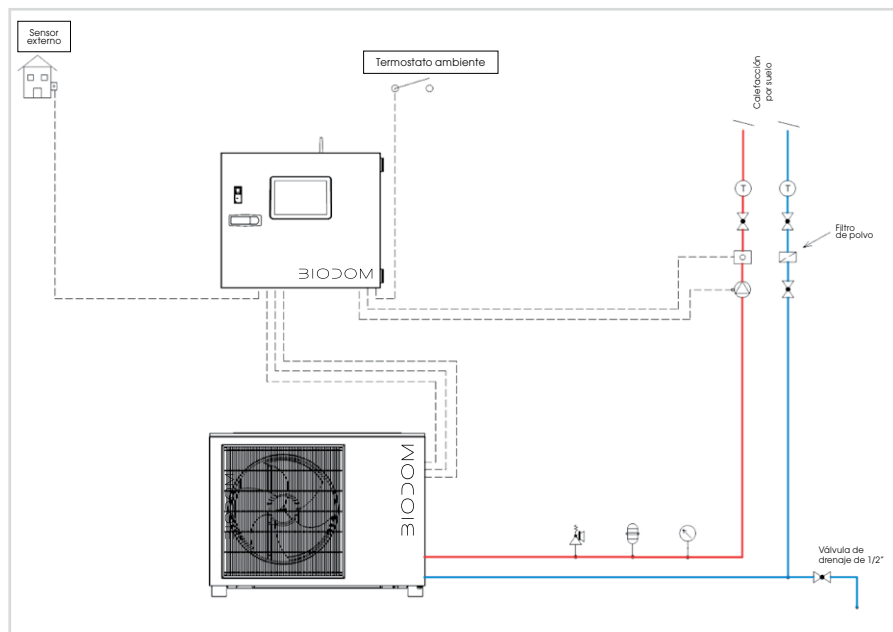 Sensor
externo
Termostato ambiente
Calefacción
por suelo
T
T
Filtro
de polvo
BIODOM
BIODOM
Válvula de
drenaje de 1/2"